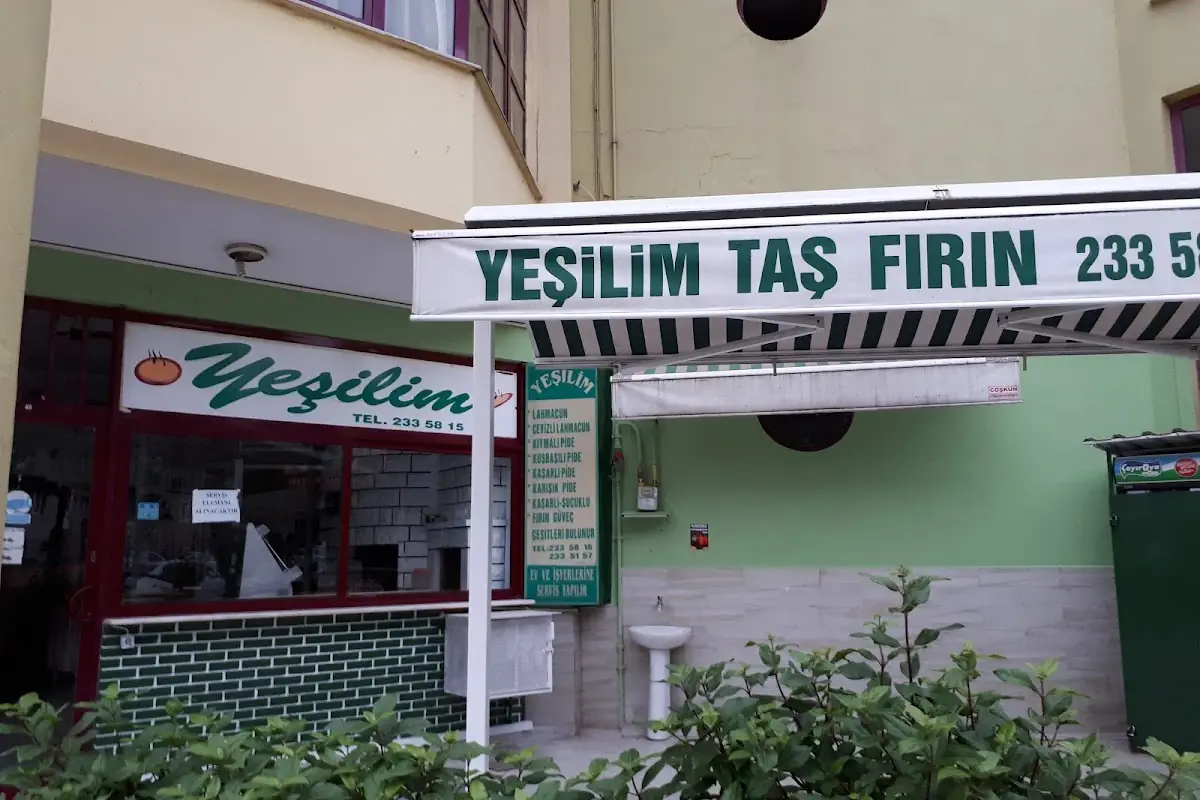 YEŞİLİM TAŞ FIRIN 233 58
Yeşilim
TEL. 233 58 15
SERVİS
ELEMANI
ALINACAKTIR
YEŞİLİM
LAHMACUN
CEVİZLİ LAHMACUN
KIYMALI PİDE
KUŞBAŞILI PİDE
KAŞARLI PİDE
KARIŞIK PİDE
KAŞARLI-SUCUKLU
FIRIN GÜVEÇ
ÇEŞİTLERİ BULUNUR
TEL: 233 58 15
233 51 57
EV VE İŞYERLERİNE
SERVİS YAPILIR
COŞKUN
ÇayırOva